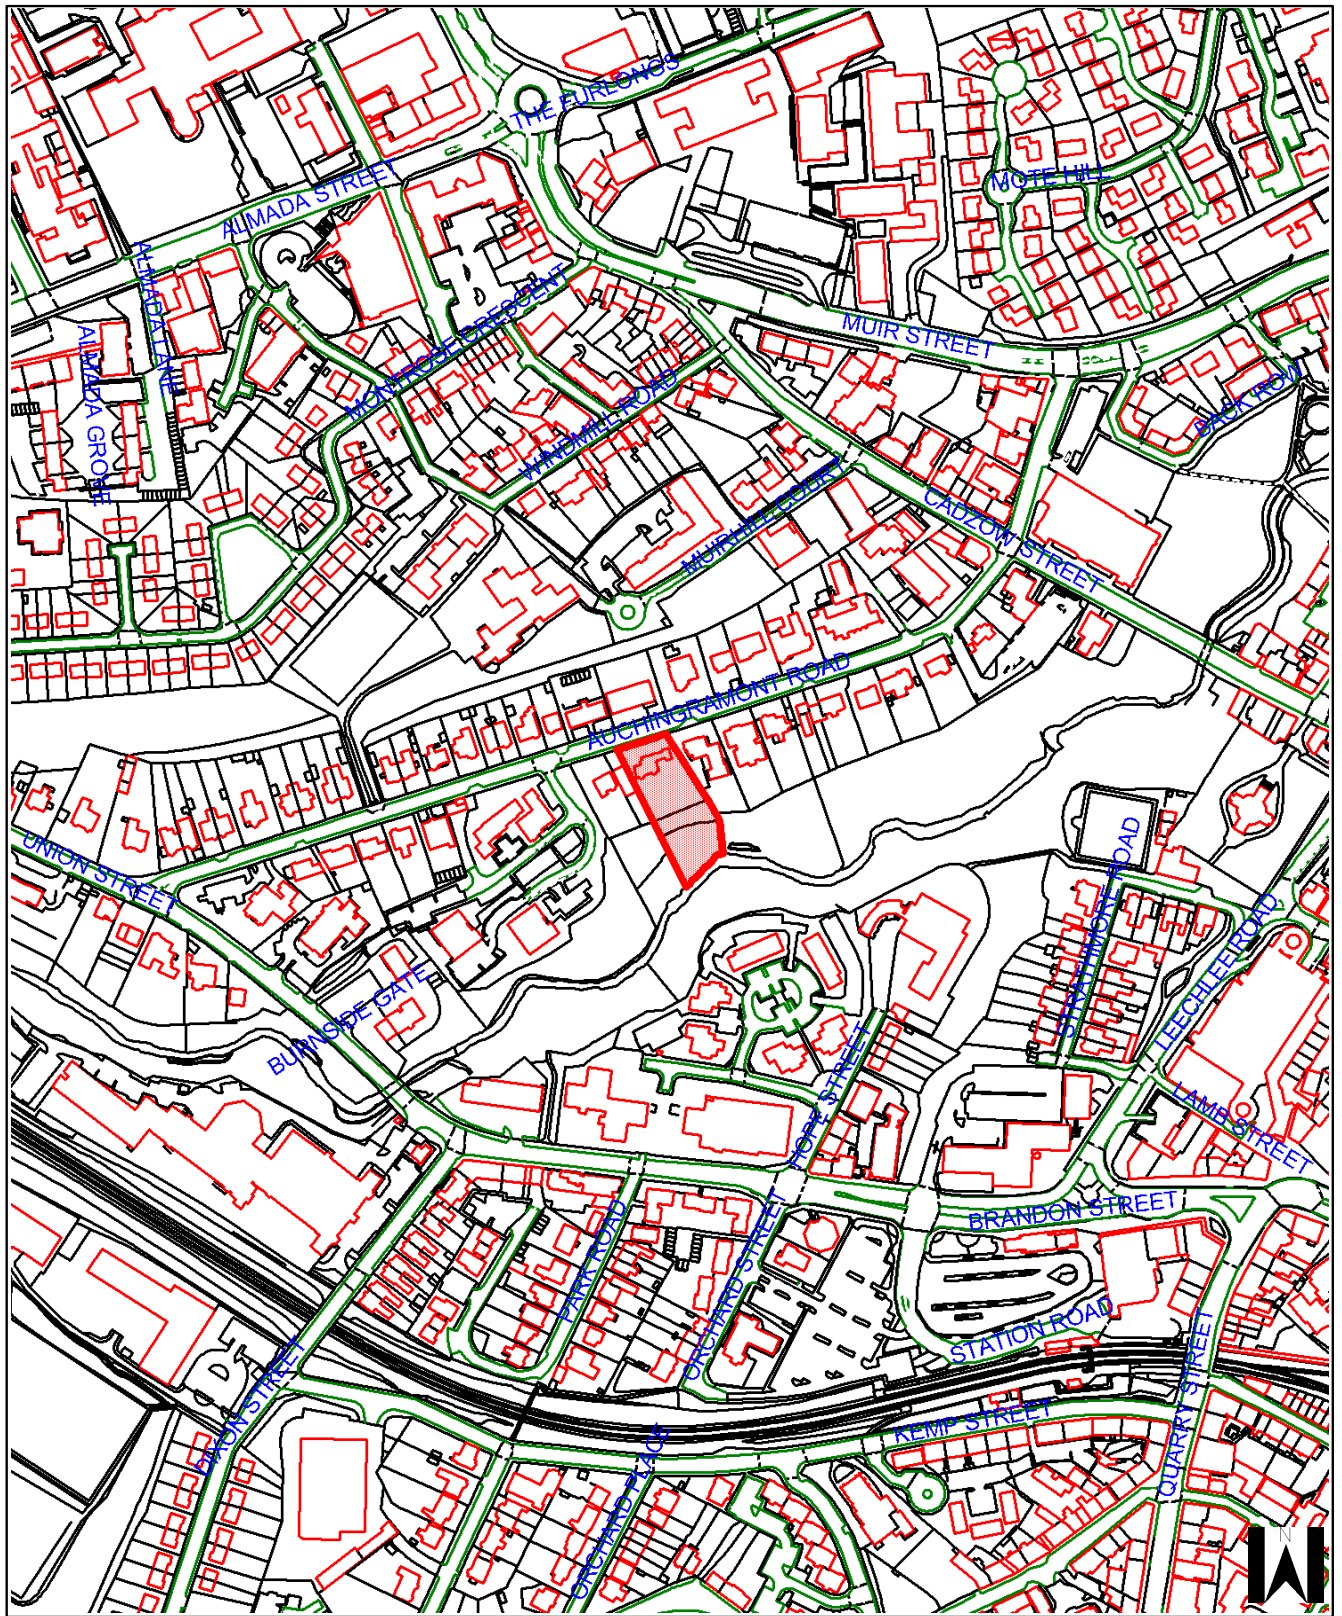 THE FURLONGS
ALMADA STREET
MOTE HILL
ALMADA LANE
MONTROSE CRESCENT
MUIR STREET
ALMADA GROVE
BACK ROW
WINDMILL ROAD
MUIRHILL COURT
CADZOW STREET
AUCHINGRAMONT ROAD
UNION STREET
STRATHMORE ROAD
LEECHLEE ROAD
BURNSIDE GATE
HOPE STREET
LAMB STREET
BRANDON STREET
PARK ROAD
ORCHARD STREET
STATION ROAD
DIXON STREET
KEMP STREET
QUARRY STREET
ORCHARD PLACE
N